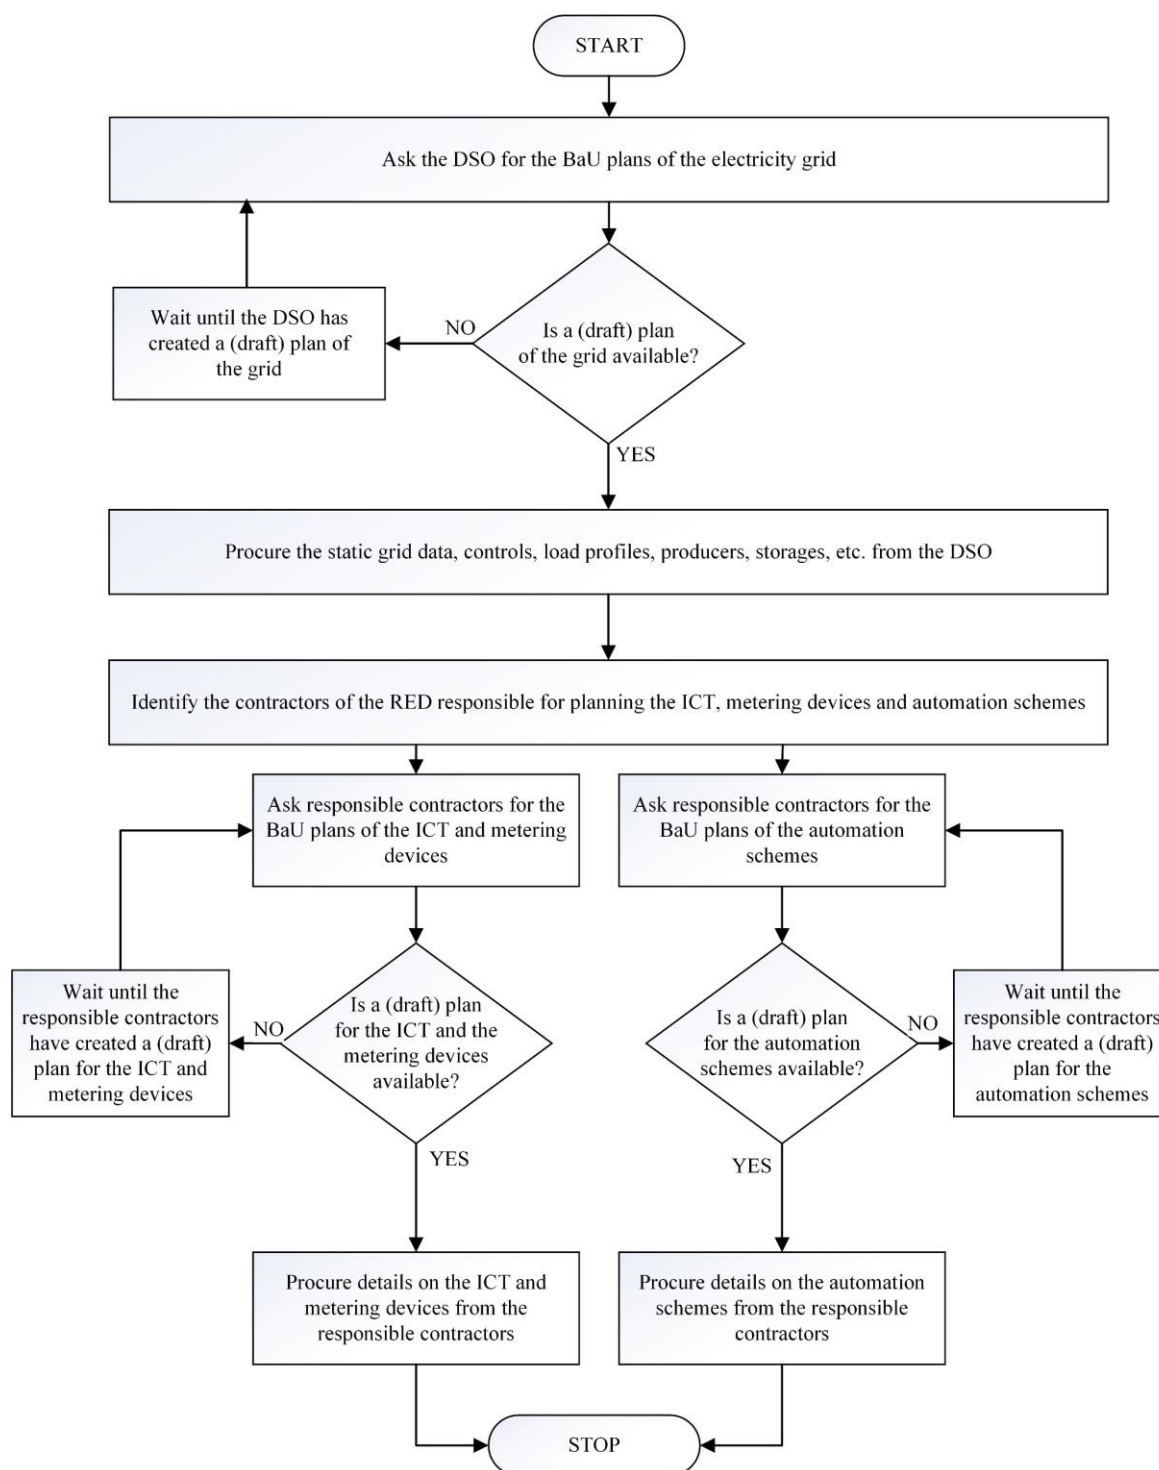 START
Ask the DSO for the BaU plans of the electricity grid
Wait until the DSO has
created a (draft) plan of
the grid
NO
Is a (draft) plan
of the grid available?
YES
Procure the static grid data, controls, load profiles, producers, storages, etc. from the DSO
Identify the contractors of the RED responsible for planning the ICT, metering devices and automation schemes
Ask responsible contractors for the
BaU plans of the ICT and metering
devices
Ask responsible contractors for the
BaU plans of the automation
schemes
Wait until the
responsible contractors
have created a (draft)
plan for the ICT and
metering devices
NO
Is a (draft) plan
for the ICT and the
metering devices
available?
YES
Is a (draft) plan
for the automation
schemes available?
NO
YES
Wait until the
responsible contractors
have created a (draft)
plan for the
automation schemes
Procure details on the ICT and
metering devices from the
responsible contractors
Procure details on the automation
schemes from the responsible
contractors
STOP